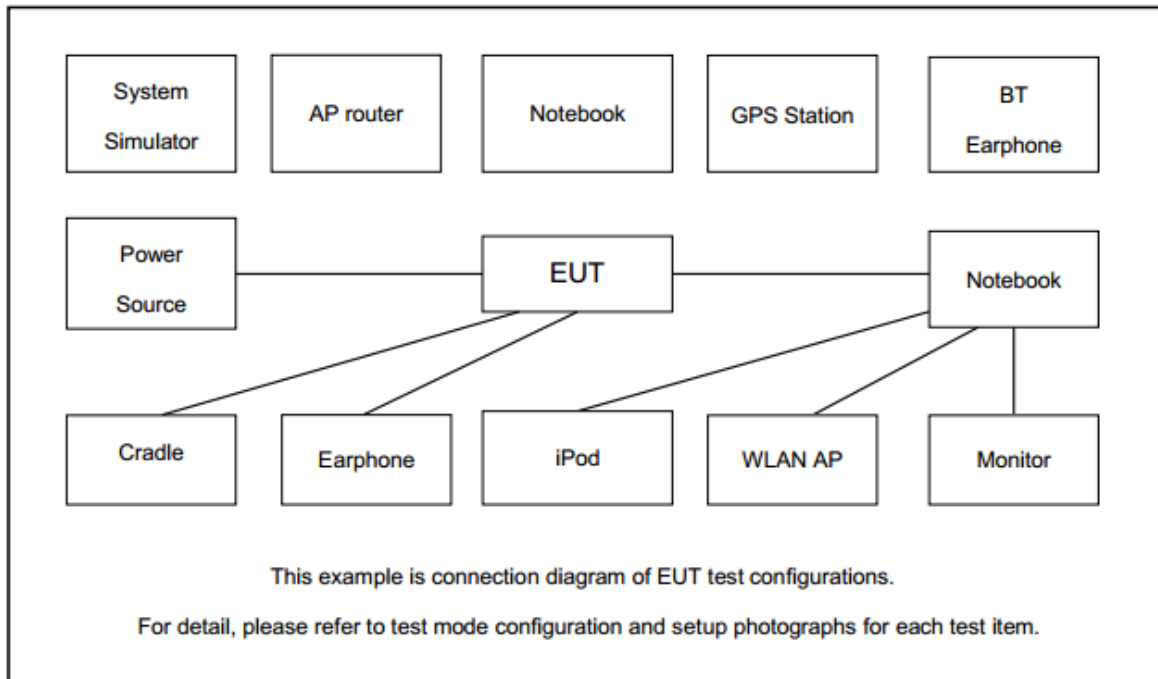 System
Simulator
AP router
Notebook
GPS Station
BT
Earphone
Power
Source
EUT
Notebook
Cradle
Earphone
iPod
WLAN AP
Monitor
This example is connection diagram of EUT test configurations.
For detail, please refer to test mode configuration and setup photographs for each test item.